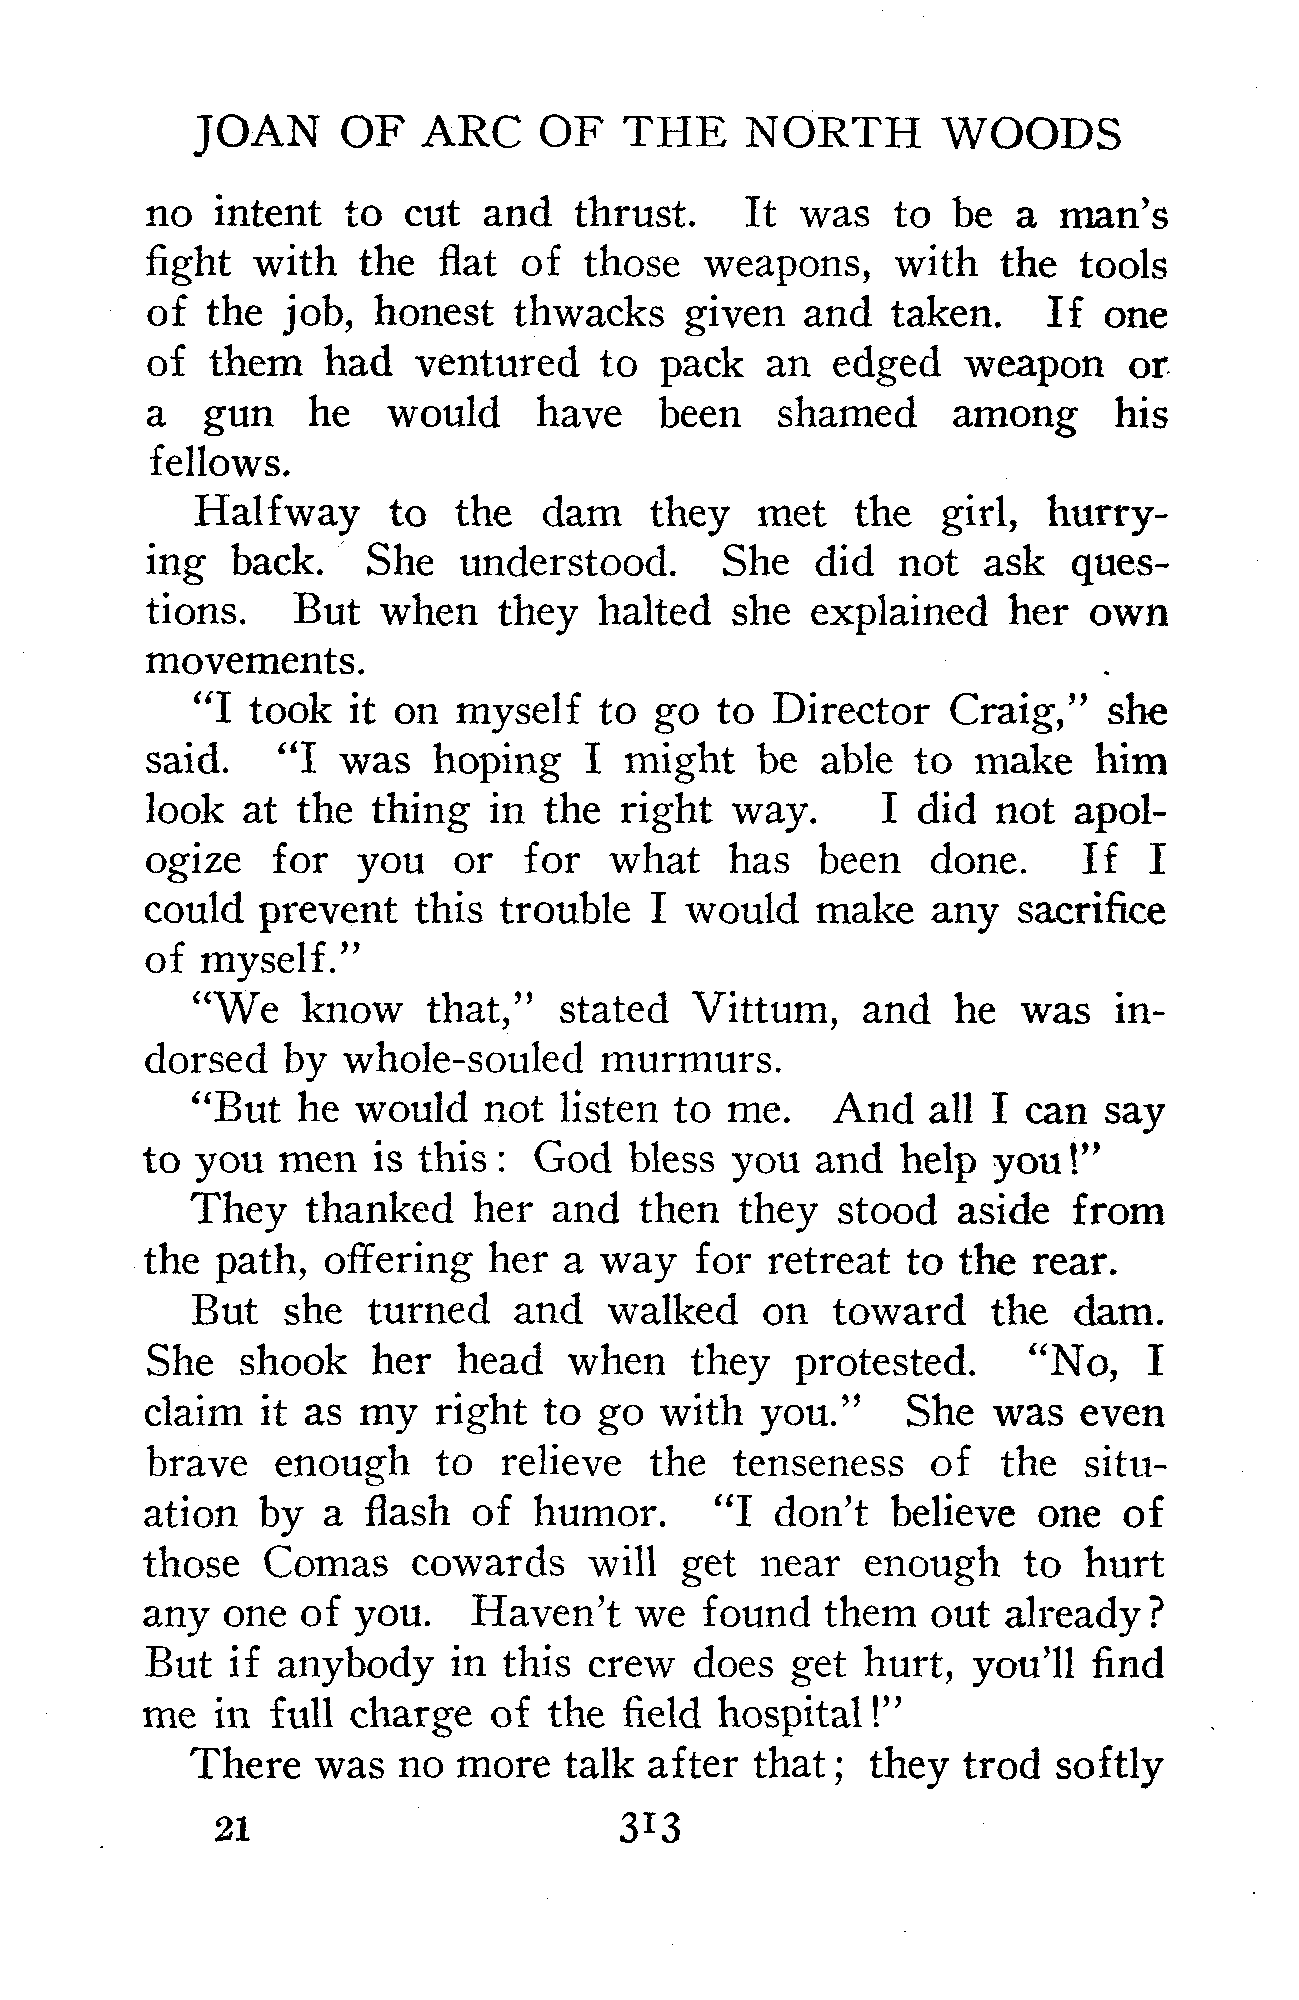 JOAN OF ARC OF THE NORTH WOODS
no intent to cut and thrust. It was to be a man's
fight with the flat of those weapons, with the tools
of the job, honest thwacks given and taken. If one
of them had ventured to pack an edged weapon or
a gun he would have been shamed among his
fellows.
Halfway to the dam they met the girl, hurry-
ing back. She understood. She did not ask ques-
tions. But when they halted she explained her own
movements.
"I took it on myself to go to Director Craig," she
said. "I was hoping I might be able to make him
look at the thing in the right way. I did not apol-
ogize for you or for what has been done. If I
could prevent this trouble I would make any sacrifice
of myself."
"We know that," stated Vittum, and he was in-
dorsed by whole-souled murmurs.
"But he would not listen to me. And all I can say
to you men is this: God bless you and help you!"
They thanked her and then they stood aside from
the path, offering her a way for retreat to the rear.
But she turned and walked on toward the dam.
She shook her head when they protested. "No, I
claim it as my right to go with you." She was even
brave enough to relieve the tenseness of the situ-
ation by a flash of humor. "I don't believe one of
those Comas cowards will get near enough to hurt
any one of you. Haven't we found them out already?
But if anybody in this crew does get hurt, you'll find
me in full charge of the field hospital!"
There was no more talk after that; they trod softly
21 313